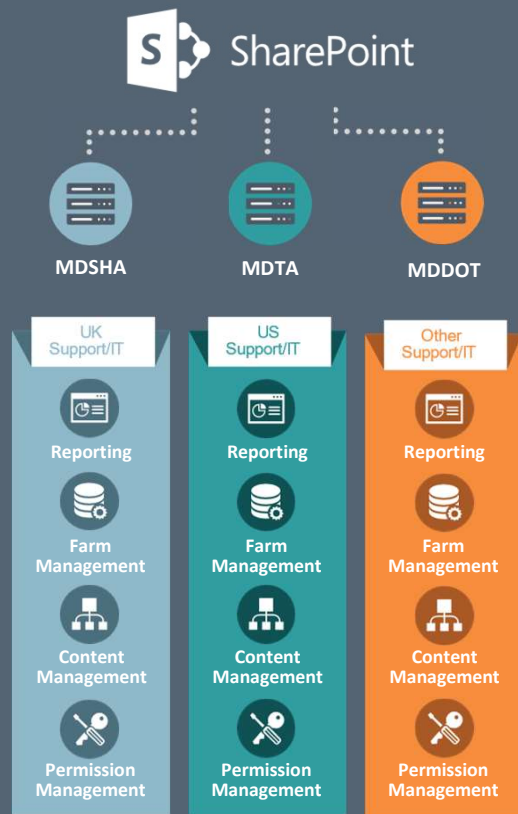 S SharePoint
MDSHA
MDTA
MDDOT
UK
Support/IT
Reporting
Farm
Management
Content
Management
Permission
Management
US
Support/IT
Reporting
Farm
Management
Content
Management
Permission
Management
Other
Support/IT
Reporting
Farm
Management
Content
Management
Permission
Management